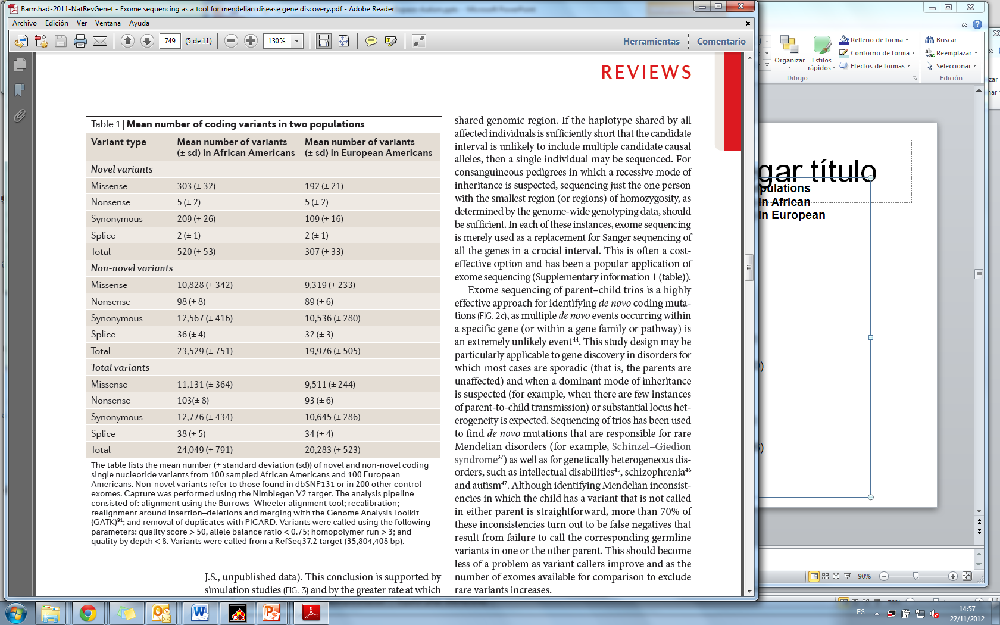 Bamshad-2011-NatRevGenet - Exome sequencing as a tool for mendelian disease gene discovery.pdf - Adobe Reader
Archivo Edición Ver Ventana Ayuda
749 (5 de 11) 130% Herramientas Comentario
REVIEWS
Table 1 | Mean number of coding variants in two populations
Variant type Mean number of variants (± sd) in African Americans Mean number of variants (± sd) in European Americans
Novel variants
Missense 303 (± 32) 192 (± 21)
Nonsense 5 (± 2) 5 (± 2)
Synonymous 209 (± 26) 109 (± 16)
Splice 2 (± 1) 2 (± 1)
Total 520 (± 53) 307 (± 33)
Non-novel variants
Missense 10,828 (± 342) 9,319 (± 233)
Nonsense 98 (± 8) 89 (± 6)
Synonymous 12,567 (± 416) 10,536 (± 280)
Splice 36 (± 4) 32 (± 3)
Total 23,529 (± 751) 19,976 (± 505)
Total variants
Missense 11,131 (± 364) 9,511 (± 244)
Nonsense 103(± 8) 93 (± 6)
Synonymous 12,776 (± 434) 10,645 (± 286)
Splice 38 (± 5) 34 (± 4)
Total 24,049 (± 791) 20,283 (± 523)
The table lists the mean number (± standard deviation (sd)) of novel and non-novel coding
single nucleotide variants from 100 sampled African Americans and 100 European
Americans. Non-novel variants refer to those found in dbSNP131 or in 200 other control
exomes. Capture was performed using the Nimblegen V2 target. The analysis pipeline
consisted of: alignment using the Burrows–Wheeler alignment tool; recalibration;
realignment around insertion–deletions and merging with the Genome Analysis Toolkit
(GATK)⁹¹; and removal of duplicates with PICARD. Variants were called using the following
parameters: quality score > 50, allele balance ratio < 0.75; homopolymer run > 3; and
quality by depth < 8. Variants were called from a RefSeq37.2 target (35,804,408 bp).
J.S., unpublished data). This conclusion is supported by
simulation studies (FIG. 3) and by the greater rate at which
shared genomic region. If the haplotype shared by all
affected individuals is sufficiently short that the candidate
interval is unlikely to include multiple candidate causal
alleles, then a single individual may be sequenced. For
consanguineous pedigrees in which a recessive mode of
inheritance is suspected, sequencing just the one person
with the smallest region (or regions) of homozygosity, as
determined by the genome-wide genotyping data, should
be sufficient. In each of these instances, exome sequencing
is merely used as a replacement for Sanger sequencing of
all the genes in a crucial interval. This is often a cost-
effective option and has been a popular application of
exome sequencing (Supplementary information 1 (table)).
Exome sequencing of parent–child trios is a highly
effective approach for identifying de novo coding muta-
tions (FIG. 2c), as multiple de novo events occurring within
a specific gene (or within a gene family or pathway) is
an extremely unlikely event⁴⁴. This study design may be
particularly applicable to gene discovery in disorders for
which most cases are sporadic (that is, the parents are
unaffected) and when a dominant mode of inheritance
is suspected (for example, when there are few instances
of parent-to-child transmission) or substantial locus het-
erogeneity is expected. Sequencing of trios has been used
to find de novo mutations that are responsible for rare
Mendelian disorders (for example, Schinzel–Giedion
syndrome³⁷) as well as for genetically heterogeneous dis-
orders, such as intellectual disabilities⁴⁵, schizophrenia⁴⁶
and autism⁴⁷. Although identifying Mendelian inconsist-
encies in which the child has a variant that is not called
in either parent is straightforward, more than 70% of
these inconsistencies turn out to be false negatives that
result from failure to call the corresponding germline
variants in one or the other parent. This should become
less of a problem as variant callers improve and as the
number of exomes available for comparison to exclude
rare variants increases.
Organizar
Estilos rápidos
Relleno de forma
Contorno de forma
Efectos de formas
Dibujo
Buscar
Reemplazar
Seleccionar
Edición
gar título
pulations
in African
in European
90%
ES
14:57
22/11/2012